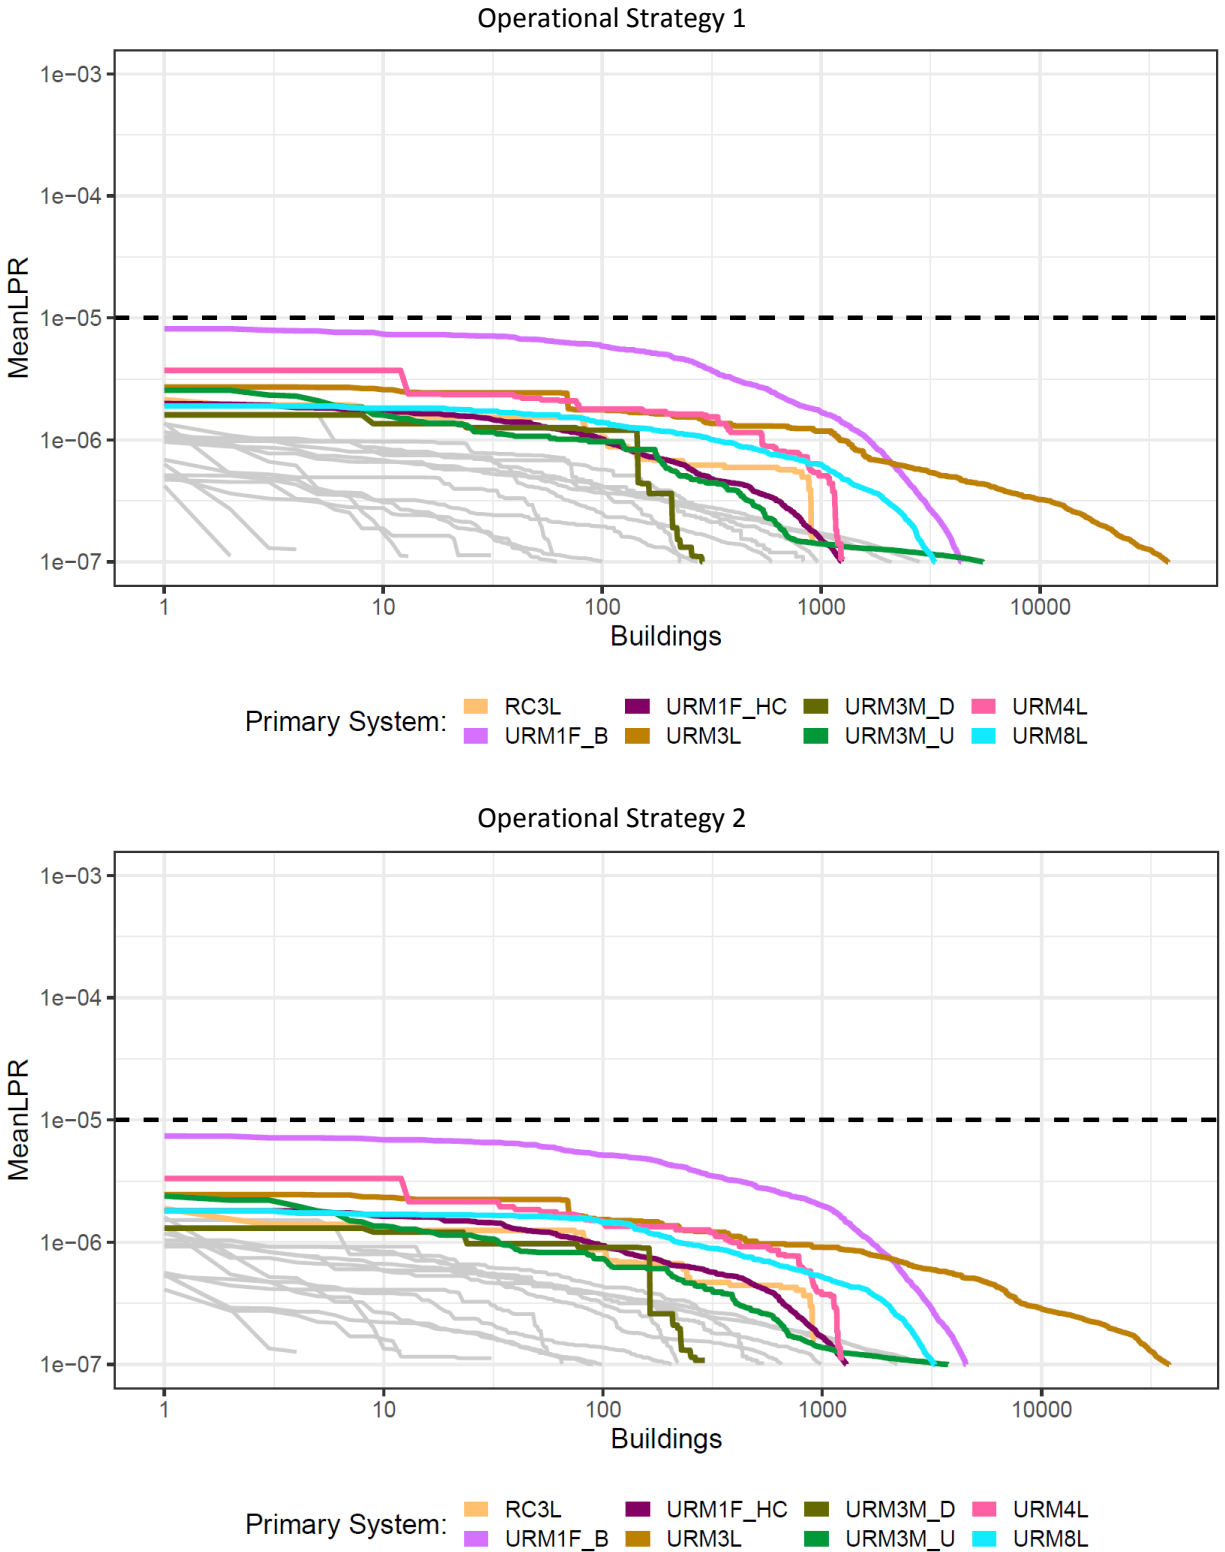 Operational Strategy 1
1e−03
1e−04
1e−05
1e−06
1e−07
MeanLPR
1 10 100 1000 10000
Buildings
Primary System:
RC3L URM1F_HC URM3M_D URM4L
URM1F_B URM3L URM3M_U URM8L
Operational Strategy 2
1e−03
1e−04
1e−05
1e−06
1e−07
MeanLPR
1 10 100 1000 10000
Buildings
Primary System:
RC3L URM1F_HC URM3M_D URM4L
URM1F_B URM3L URM3M_U URM8L